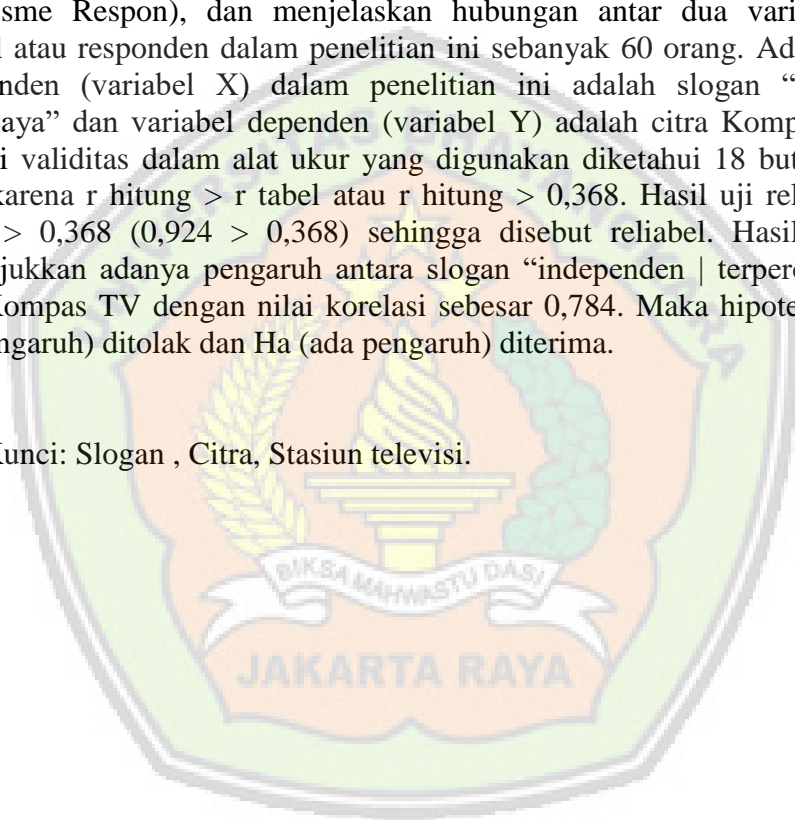 isme Respon), dan menjelaskan hubungan antar dua vari
l atau responden dalam penelitian ini sebanyak 60 orang. Ad
nden (variabel X) dalam penelitian ini adalah slogan “
aya” dan variabel dependen (variabel Y) adalah citra Komp
i validitas dalam alat ukur yang digunakan diketahui 18 but
karena r hitung > r tabel atau r hitung > 0,368. Hasil uji rel
> 0,368 (0,924 > 0,368) sehingga disebut reliabel. Hasil
jukkan adanya pengaruh antara slogan “independen | terper
Kompas TV dengan nilai korelasi sebesar 0,784. Maka hipote
ngaruh) ditolak dan Ha (ada pengaruh) diterima.
Kunci: Slogan , Citra, Stasiun televisi.
UNIVERSITAS BHAYANGKARA
BIKSA MAHWASTU DASI
JAKARTA RAYA